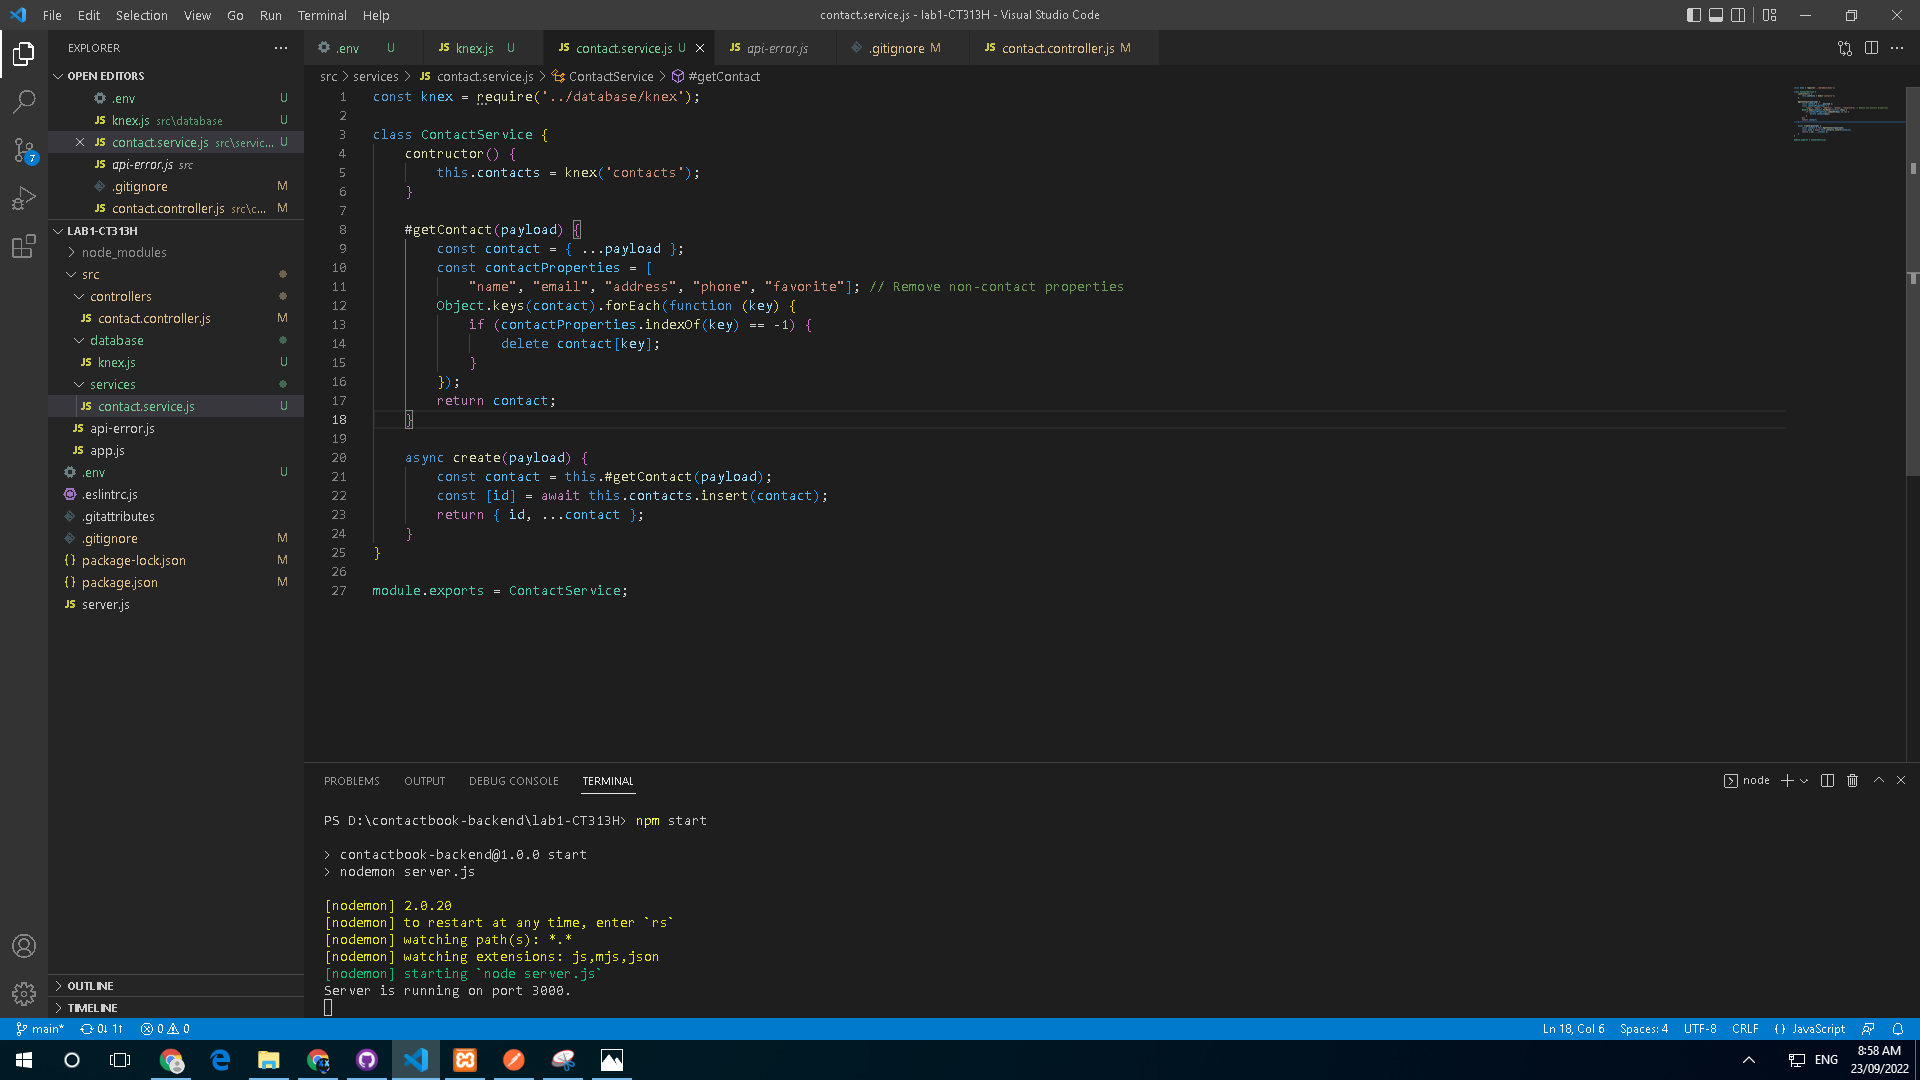 File Edit Selection View Go Run Terminal Help
contact.service.js - lab1-CT313H - Visual Studio Code
EXPLORER
OPEN EDITORS
.env U
JS knex.js src\database U
JS contact.service.js src\servic... U
JS api-error.js src
.gitignore M
JS contact.controller.js src\c... M
LAB1-CT313H
node_modules
src
controllers
JS contact.controller.js M
database
JS knex.js U
services
JS contact.service.js U
JS api-error.js
JS app.js
.env U
.eslintrc.js
.gitattributes
.gitignore M
{} package-lock.json M
{} package.json M
JS server.js
OUTLINE
TIMELINE
7
.env U
JS knex.js U
JS contact.service.js U
JS api-error.js
.gitignore M
JS contact.controller.js M
src > services > JS contact.service.js > ContactService > #getContact
1 const knex = require('../database/knex');
2
3 class ContactService {
4 contructor() {
5 this.contacts = knex('contacts');
6 }
7
8 #getContact(payload) {
9 const contact = { ...payload };
10 const contactProperties = [
11 "name", "email", "address", "phone", "favorite"]; // Remove non-contact properties
12 Object.keys(contact).forEach(function (key) {
13 if (contactProperties.indexOf(key) == -1) {
14 delete contact[key];
15 }
16 });
17 return contact;
18 }
19
20 async create(payload) {
21 const contact = this.#getContact(payload);
22 const [id] = await this.contacts.insert(contact);
23 return { id, ...contact };
24 }
25 }
26
27 module.exports = ContactService;
PROBLEMS OUTPUT DEBUG CONSOLE TERMINAL
node
PS D:\contactbook-backend\lab1-CT313H> npm start
> contactbook-backend@1.0.0 start
> nodemon server.js
[nodemon] 2.0.20
[nodemon] to restart at any time, enter `rs`
[nodemon] watching path(s): *.*
[nodemon] watching extensions: js,mjs,json
[nodemon] starting `node server.js`
Server is running on port 3000.
main* 0↓ 1↑ 0 0
Ln 18, Col 6 Spaces: 4 UTF-8 CRLF {} JavaScript
ENG
8:58 AM
23/09/2022